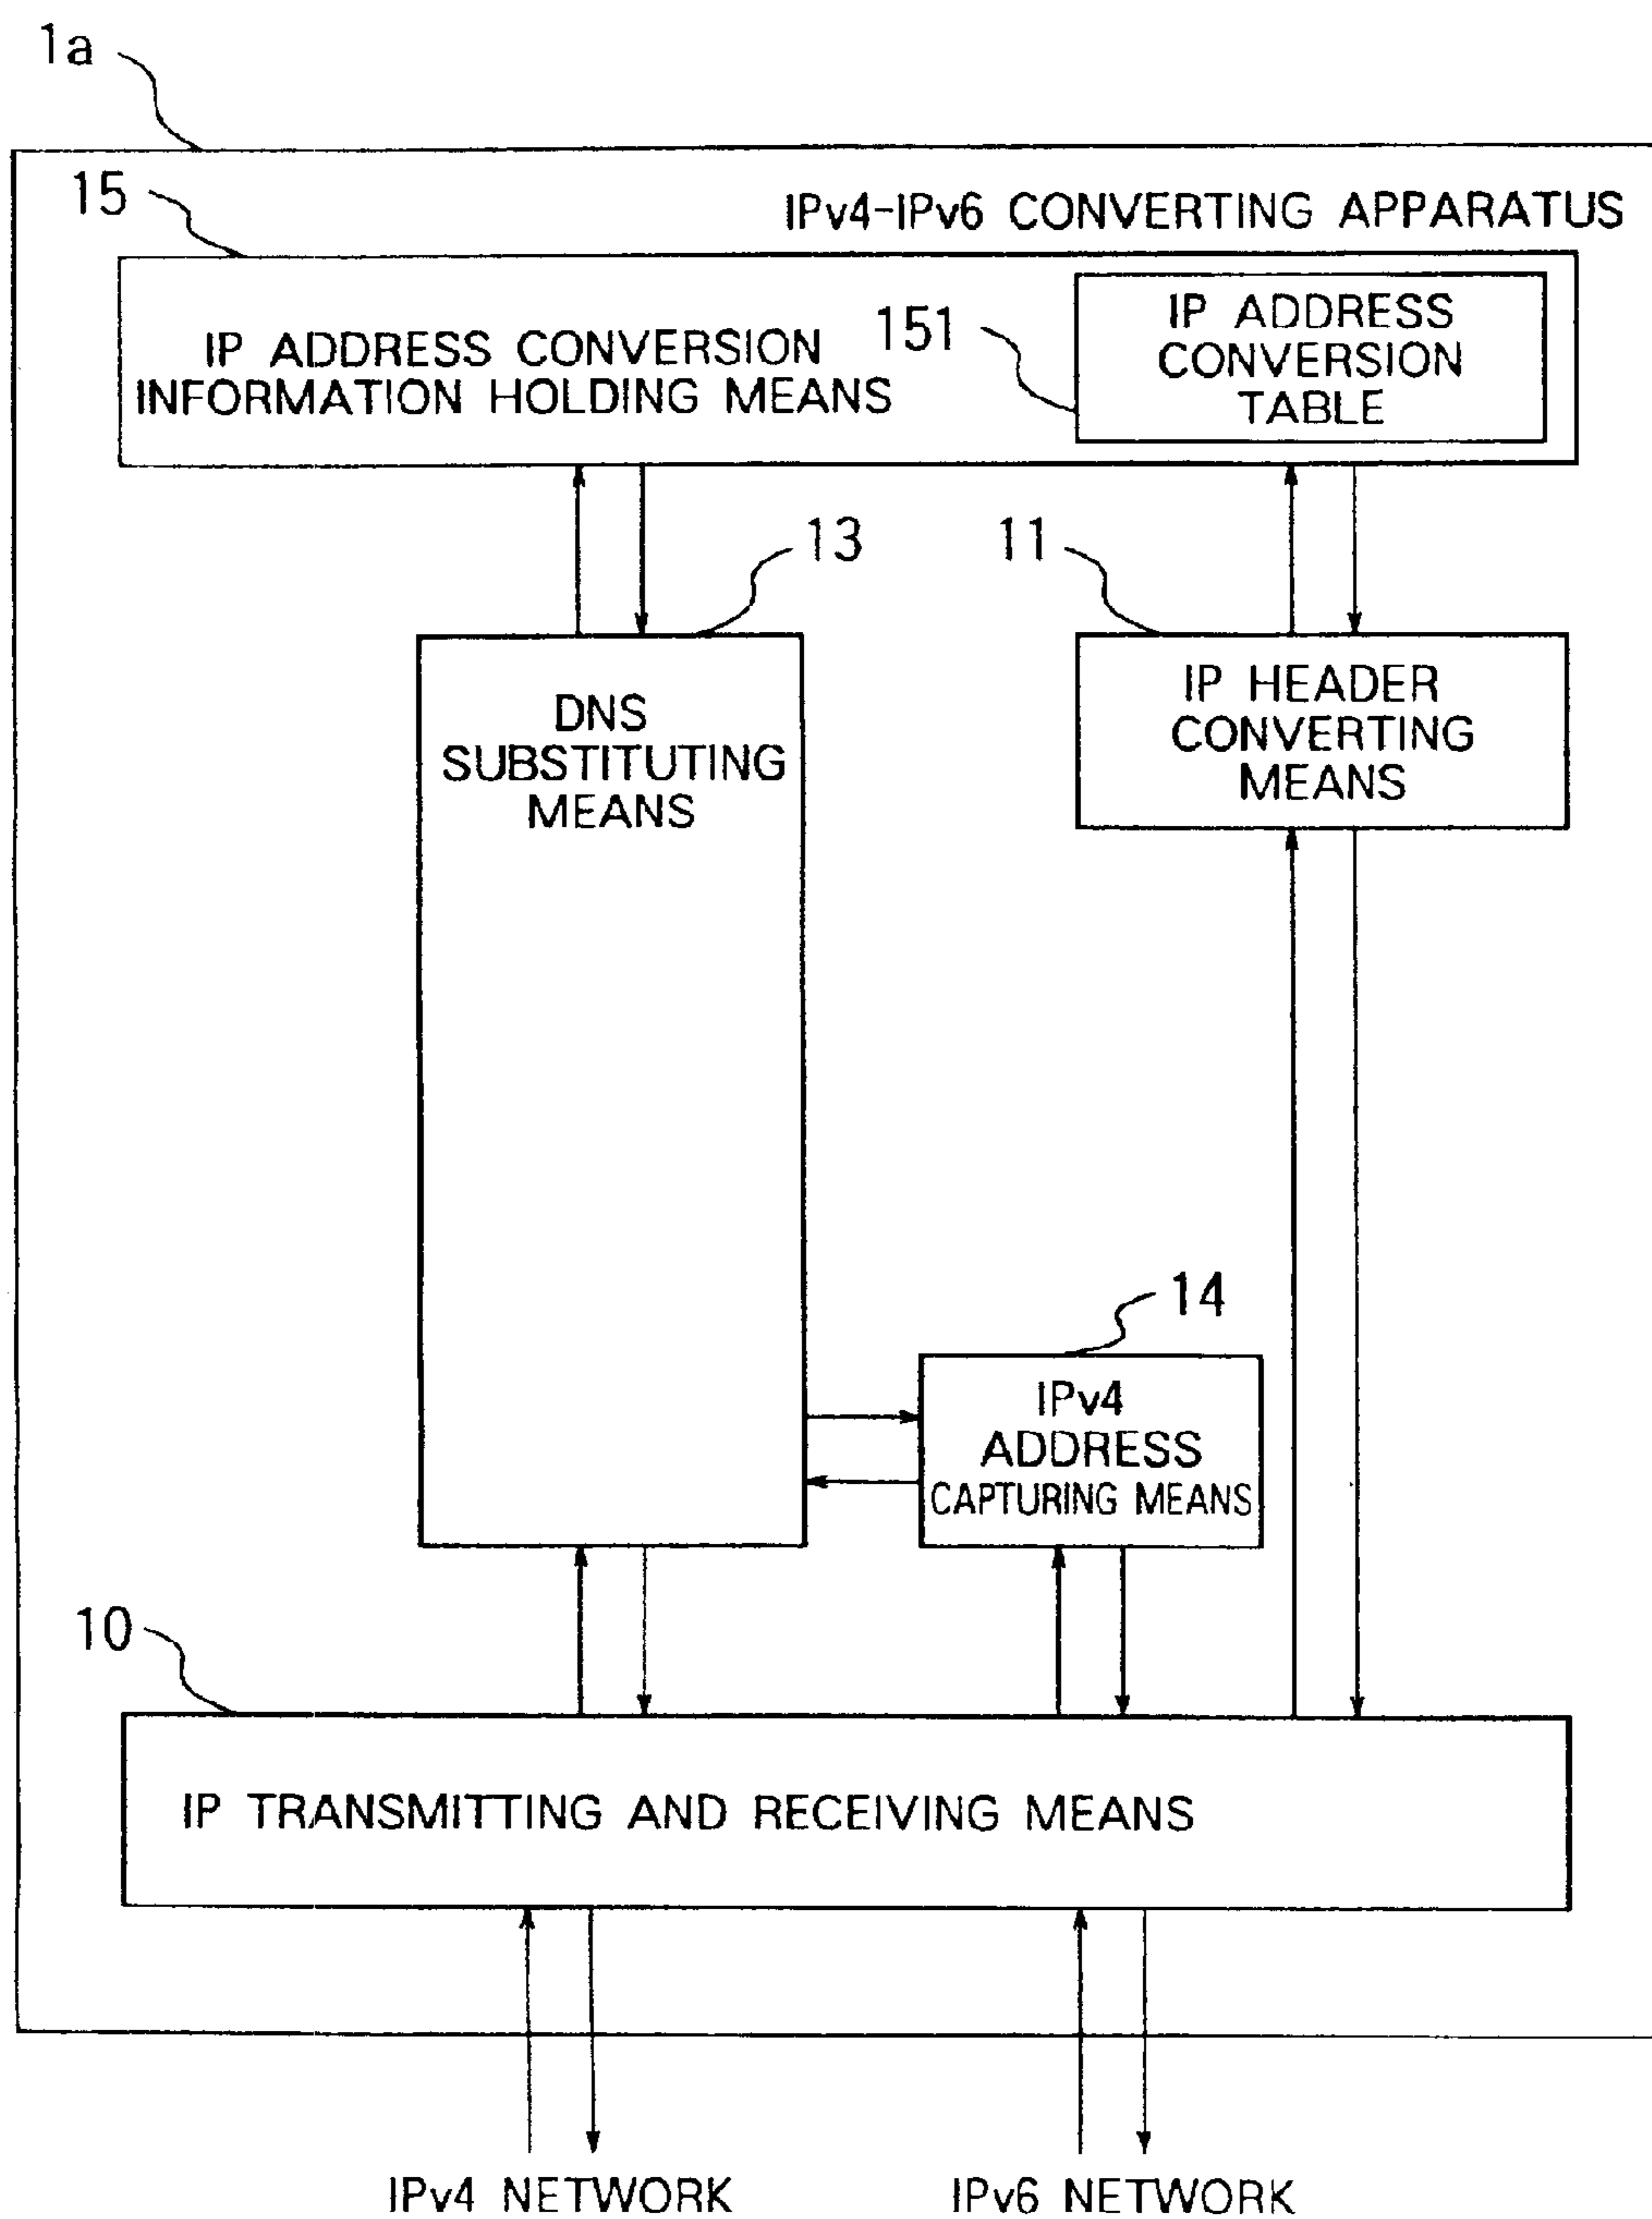 1a
15
IPv4-IPv6 CONVERTING APPARATUS
IP ADDRESS CONVERSION
INFORMATION HOLDING MEANS
151
IP ADDRESS
CONVERSION
TABLE
13
11
DNS
SUBSTITUTING
MEANS
IP HEADER
CONVERTING
MEANS
14
IPv4
ADDRESS
CAPTURING MEANS
10
IP TRANSMITTING AND RECEIVING MEANS
IPv4 NETWORK
IPv6 NETWORK